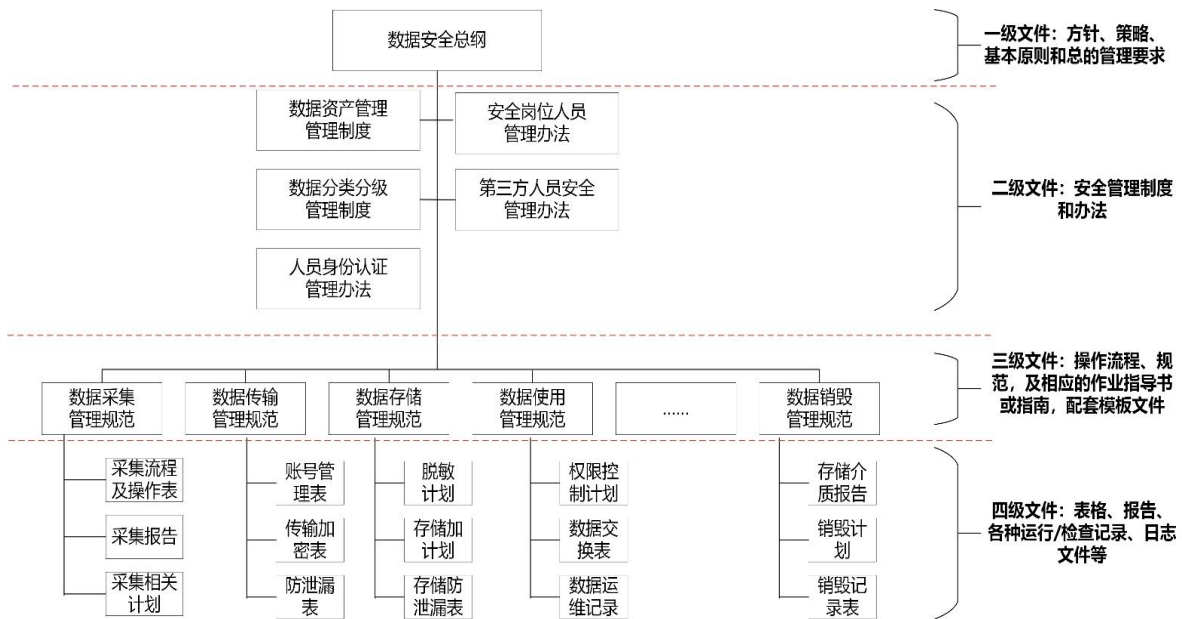 数据安全总纲
一级文件：方针、策略、
基本原则和总的管理要求
数据资产管理
管理制度
安全岗位人员
管理办法
数据分类分级
管理制度
第三方人员安全
管理办法
人员身份认证
管理办法
二级文件：安全管理制度
和办法
数据采集
管理规范
数据传输
管理规范
数据存储
管理规范
数据使用
管理规范
......
数据销毁
管理规范
三级文件：操作流程、规
范，及相应的作业指导书
或指南，配套模板文件
采集流程
及操作表
采集报告
采集相关
计划
账号管
理表
传输加
密表
防泄漏
表
脱敏
计划
存储加
计划
存储防
泄漏表
权限控
制计划
数据交
换表
数据运
维记录
存储介
质报告
销毁计
划
销毁记
录表
四级文件：表格、报告、
各种运行/检查记录、日志
文件等